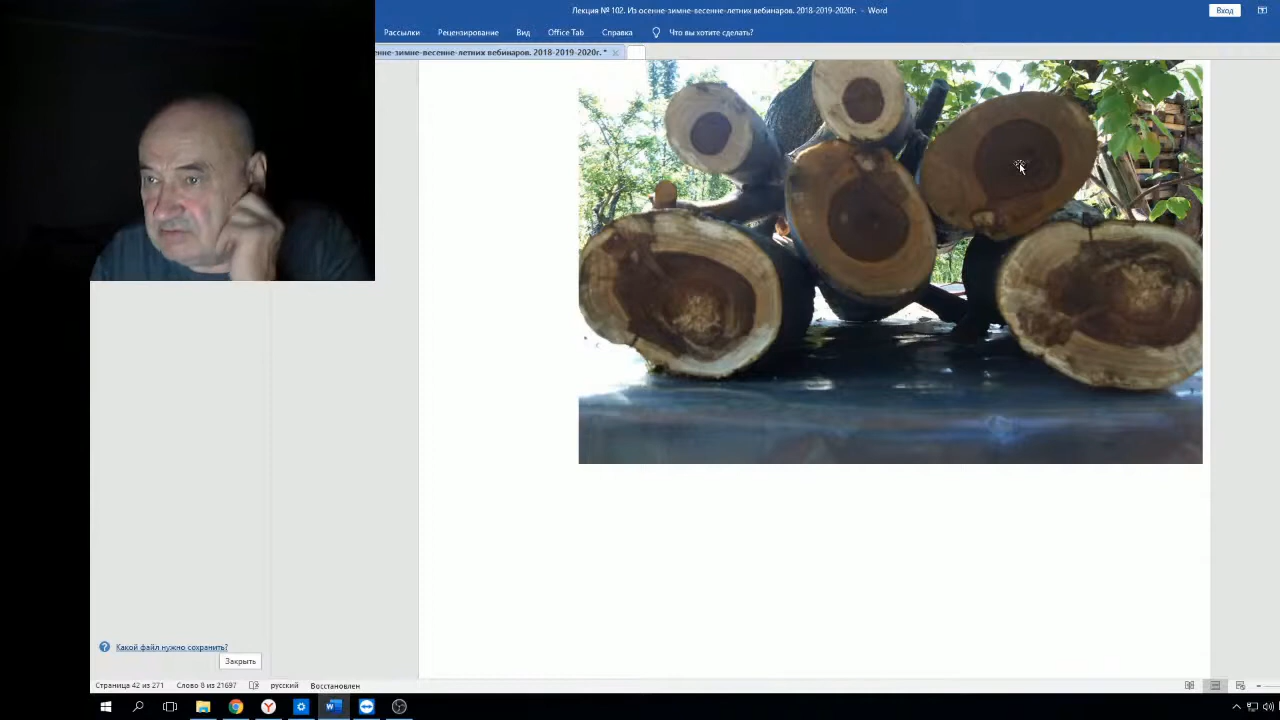 Лекция № 102. Из осенне-зимне-весенне-летних вебинаров. 2018-2019-2020г. - Word
Вход
Рассылки Рецензирование Вид Office Tab Справка Что вы хотите сделать?
нне-зимне-весенне-летних вебинаров. 2018-2019-2020г. *
Какой файл нужно сохранить?
Закрыть
Страница 42 из 271 Слово 8 из 21697 русский Восстановлен